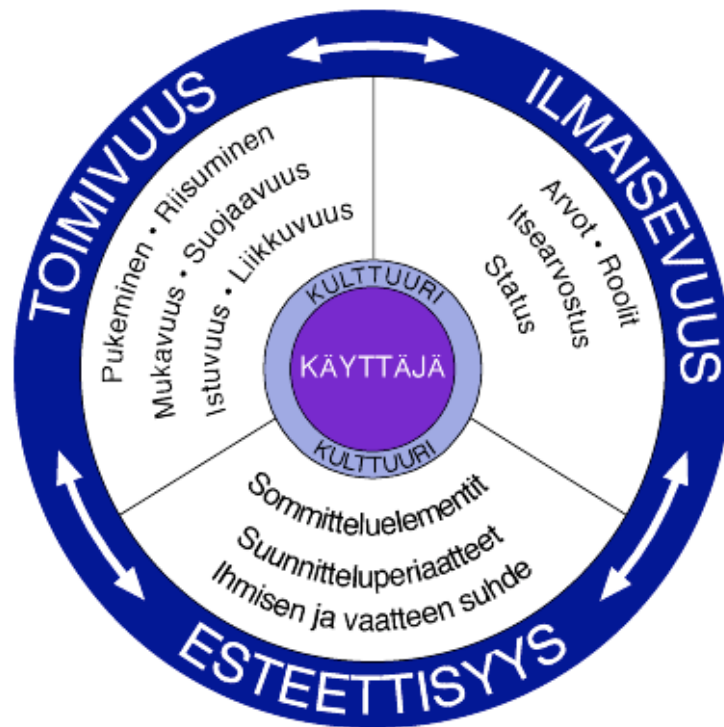 TOIMIVUUS
Pukeminen • Riisuminen
Mukavuus • Suojaavuus
Istuvuus • Liikkuvuus
ILMAISEVUUS
Arvot • Roolit
Itsearvostus
Status
KULTTUURI
KÄYTTÄJÄ
KULTTUURI
Sommitteluelementit
Suunnitteluperiaatteet
Ihmisen ja vaatteen suhde
ESTEETTISYYS